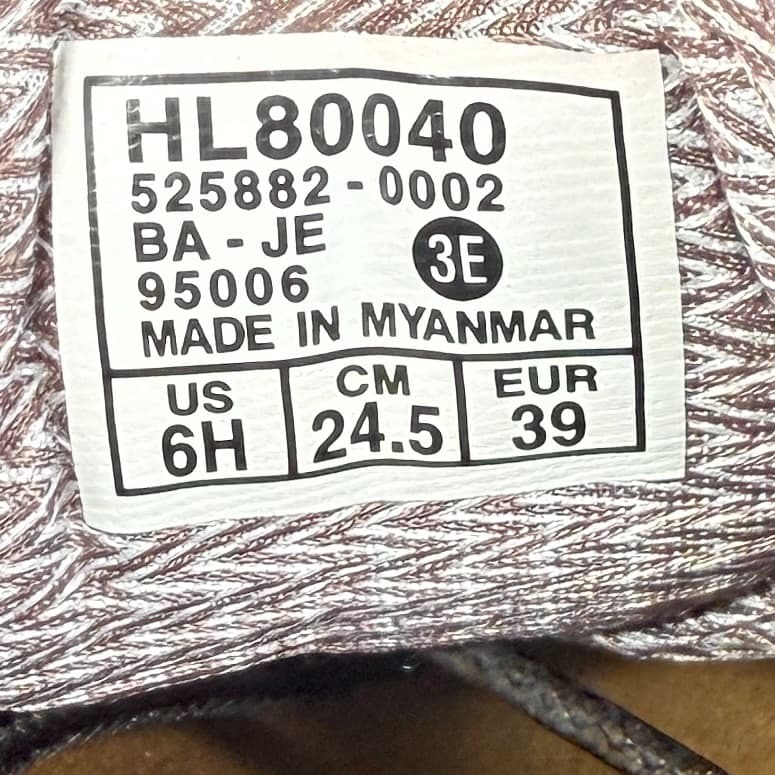 HL80040
525882-0002
BA-JE
3E
95006
MADE IN MYANMAR
US CM EUR
6H 24.5 39